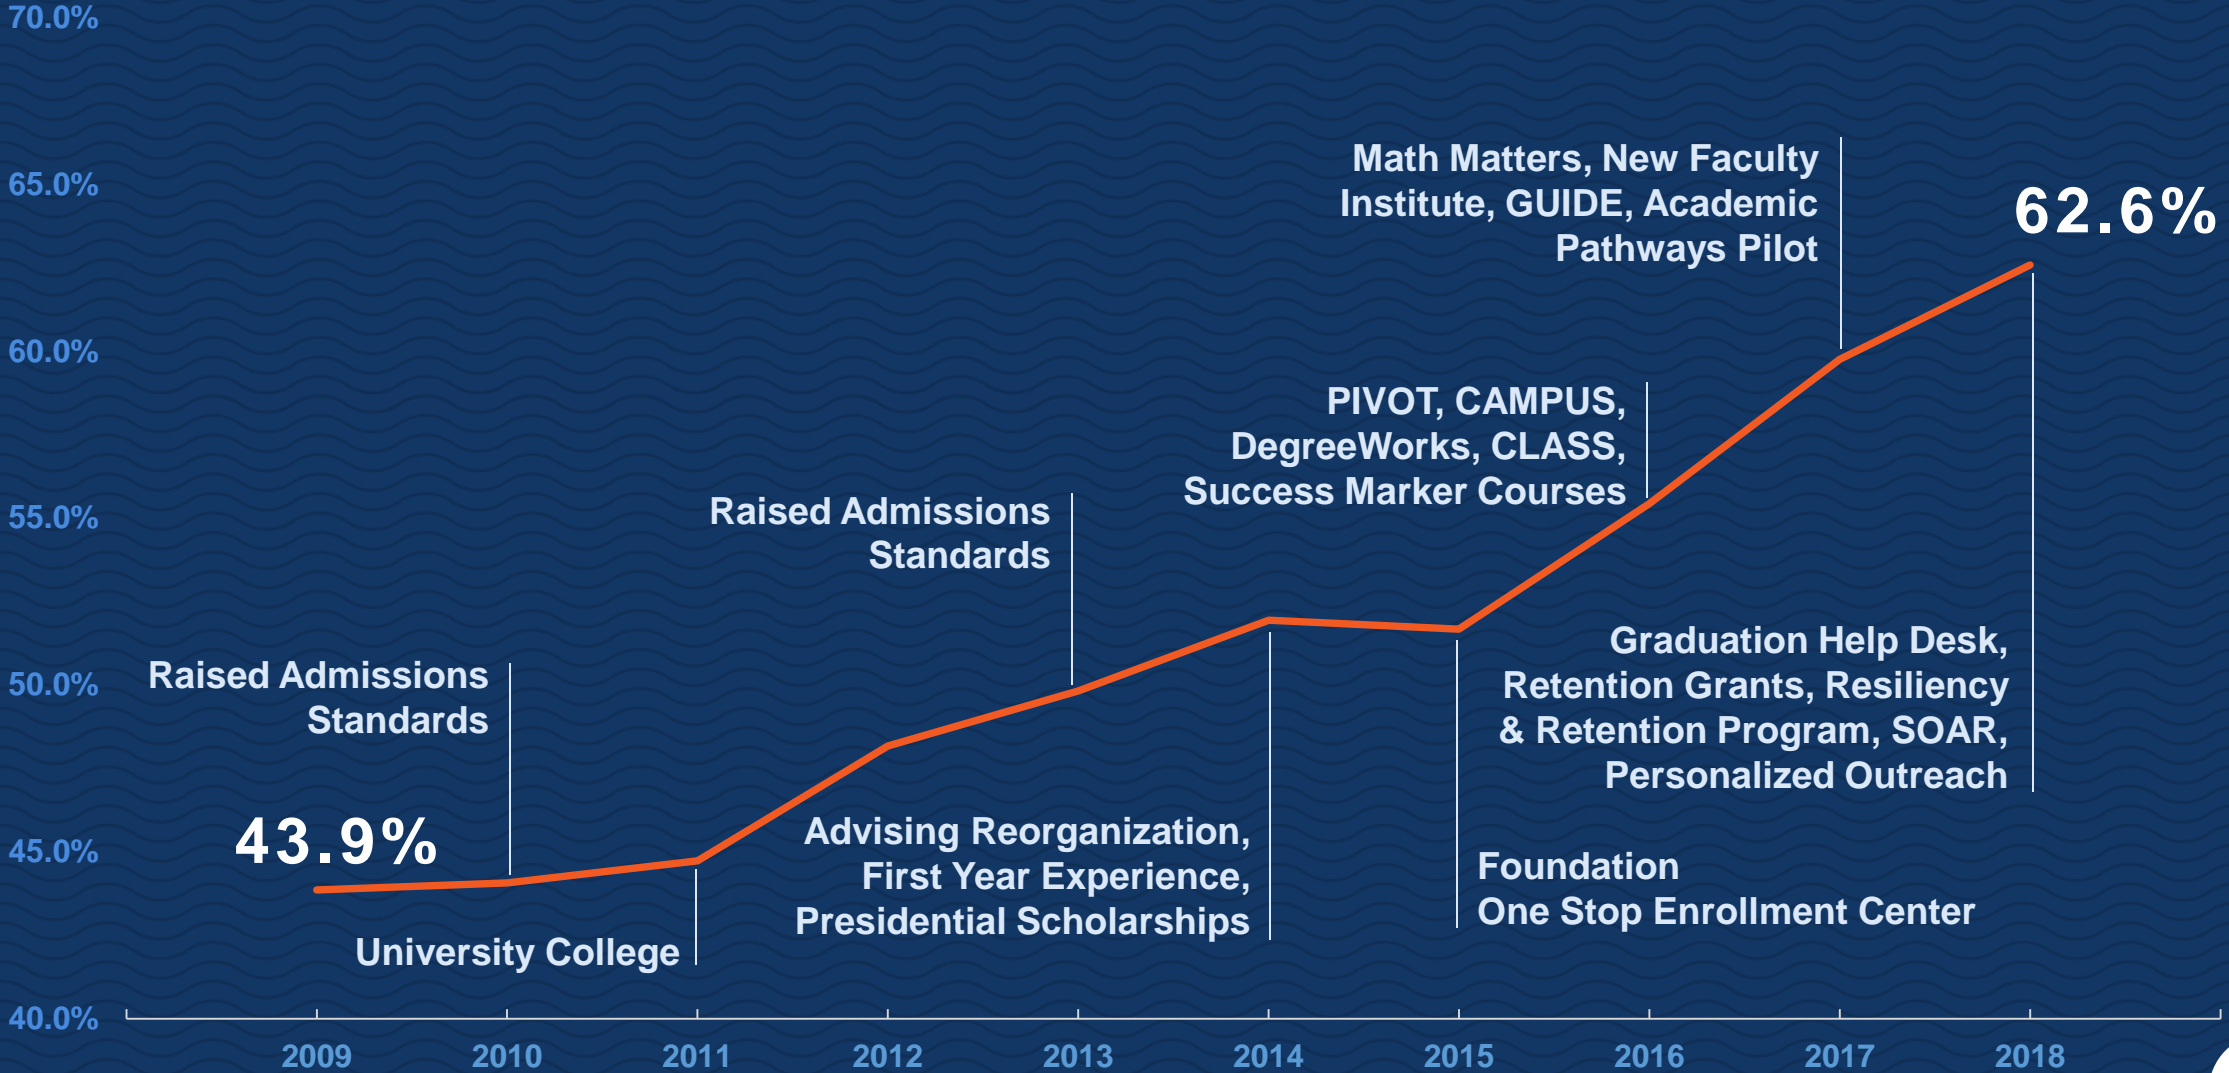 70.0%
65.0%
60.0%
55.0%
50.0%
45.0%
40.0%
43.9%
Raised Admissions
Standards
University College
Raised Admissions
Standards
Advising Reorganization,
First Year Experience,
Presidential Scholarships
Foundation
One Stop Enrollment Center
PIVOT, CAMPUS,
DegreeWorks, CLASS,
Success Marker Courses
Math Matters, New Faculty
Institute, GUIDE, Academic
Pathways Pilot
62.6%
Graduation Help Desk,
Retention Grants, Resiliency
& Retention Program, SOAR,
Personalized Outreach
2009 2010 2011 2012 2013 2014 2015 2016 2017 2018